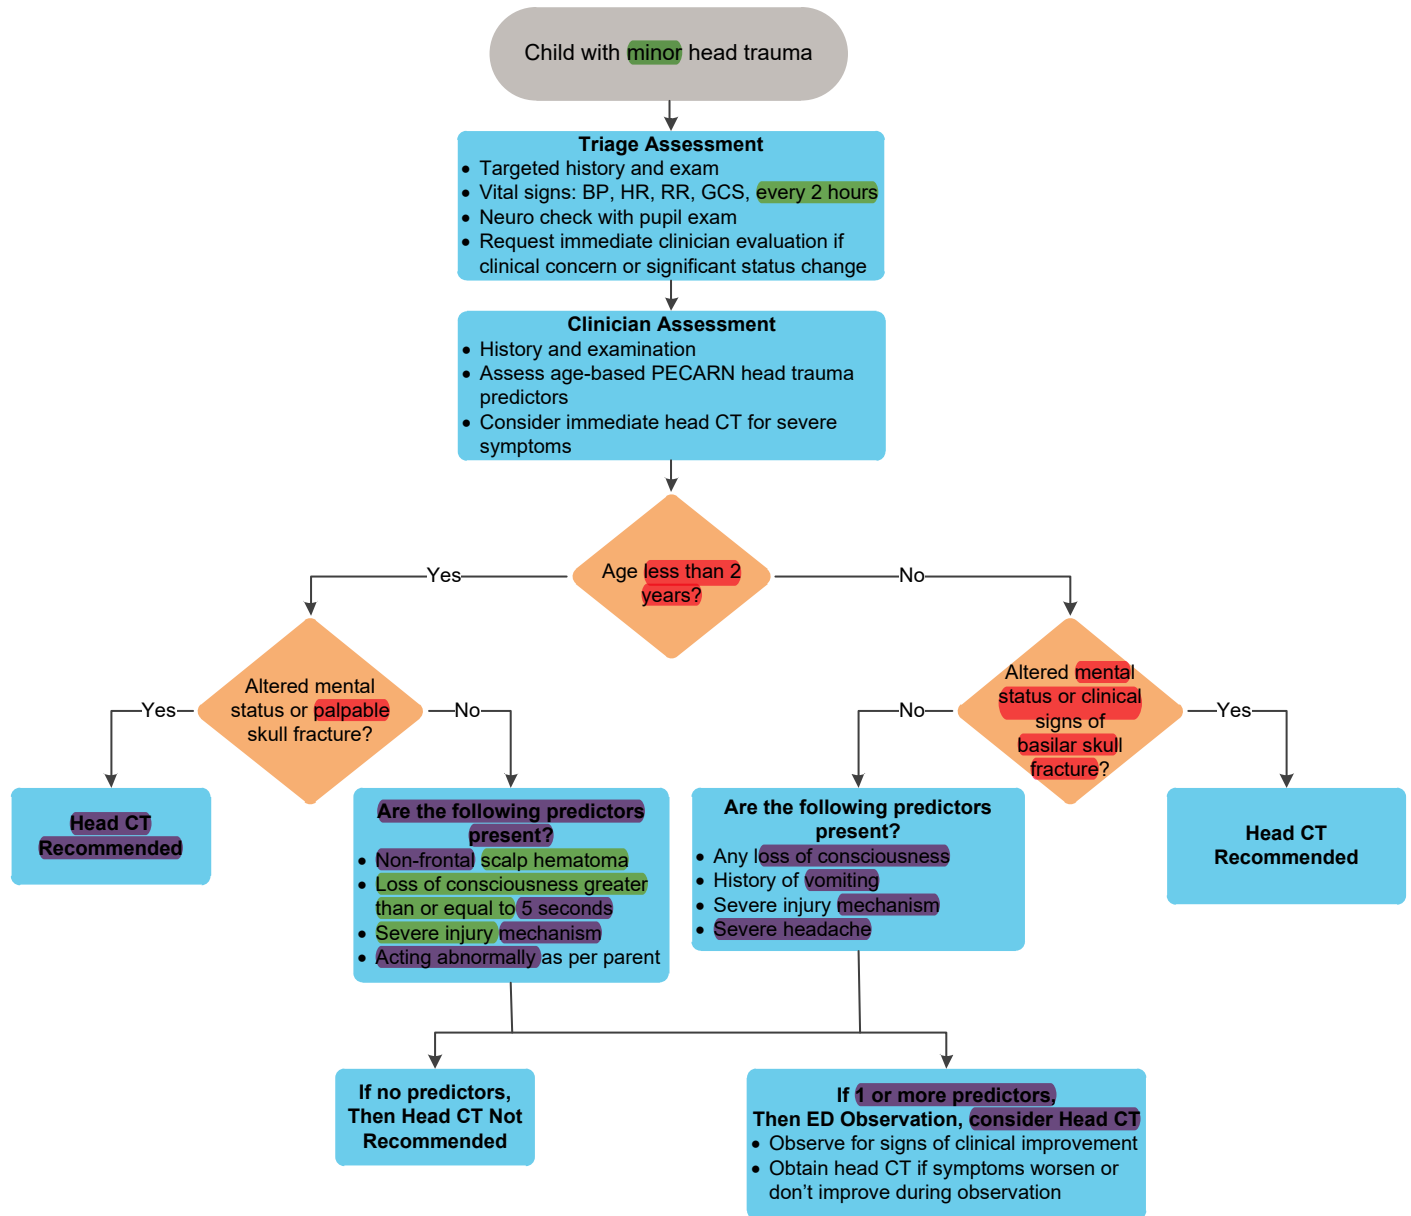 Child with minor head trauma
Triage Assessment
• Targeted history and exam
• Vital signs: BP, HR, RR, GCS, every 2 hours
• Neuro check with pupil exam
• Request immediate clinician evaluation if
clinical concern or significant status change
Clinician Assessment
• History and examination
• Assess age-based PECARN head trauma
predictors
• Consider immediate head CT for severe
symptoms
Age less than 2
years?
Yes
No
Altered mental
status or palpable
skull fracture?
Yes
No
Altered mental
status or clinical
signs of
basilar skull
fracture?
No
Yes
Head CT
Recommended
Are the following predictors
present?
• Non-frontal scalp hematoma
• Loss of consciousness greater
than or equal to 5 seconds
• Severe injury mechanism
• Acting abnormally as per parent
Are the following predictors
present?
• Any loss of consciousness
• History of vomiting
• Severe injury mechanism
• Severe headache
Head CT
Recommended
If no predictors,
Then Head CT Not
Recommended
If 1 or more predictors,
Then ED Observation, consider Head CT
• Observe for signs of clinical improvement
• Obtain head CT if symptoms worsen or
don’t improve during observation